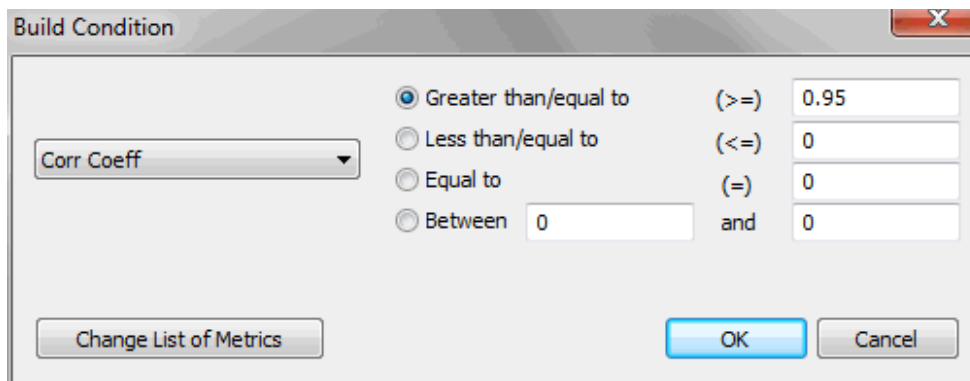 Build Condition
X
Greater than/equal to (>=) 0.95
Corr Coeff
Less than/equal to (<=) 0
Equal to (=) 0
Between 0 and 0
Change List of Metrics OK Cancel